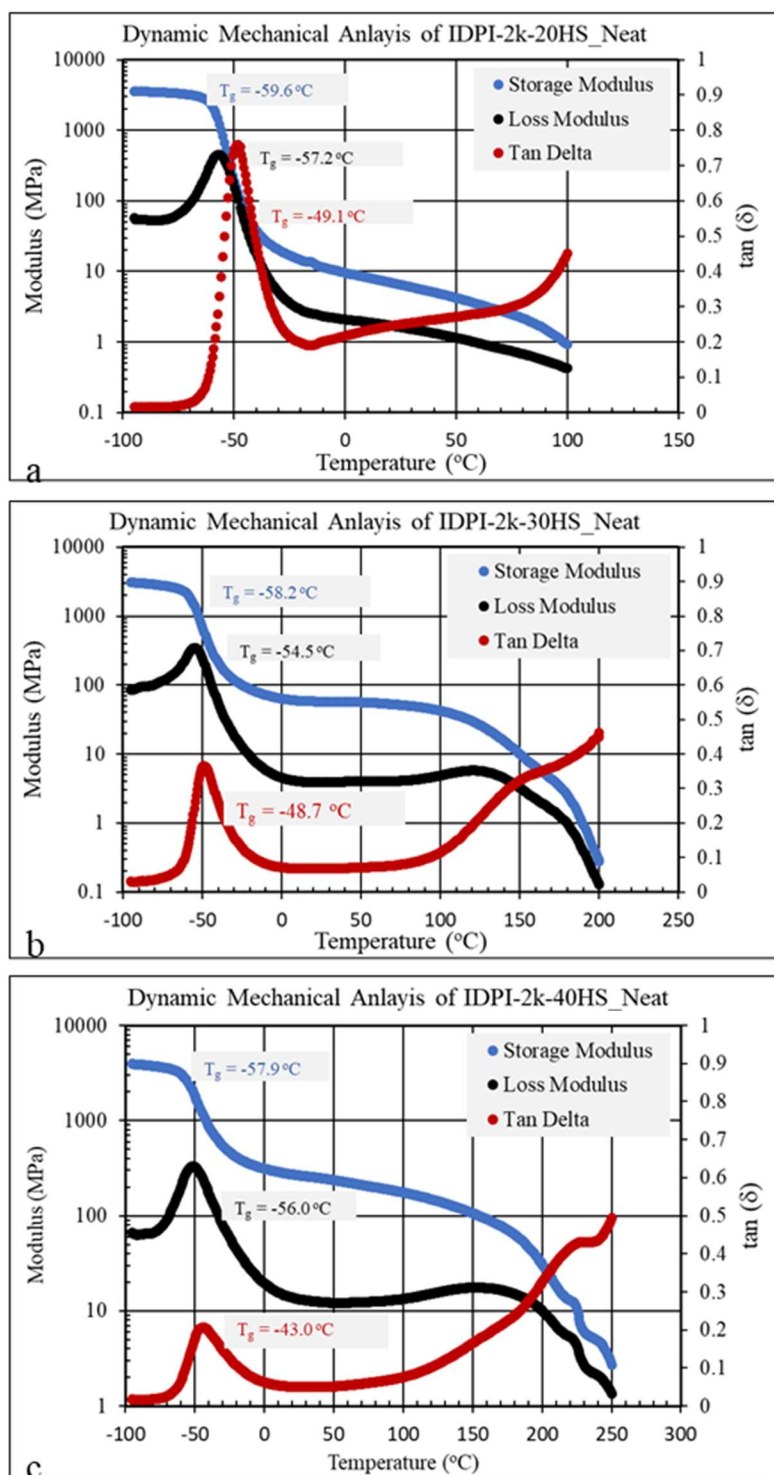 Dynamic Mechanical Anlayis of IDPI-2k-20HS_Neat
10000
1000
100
10
1
0.1
Modulus (MPa)
1
0.9
0.8
0.7
0.6
0.5
0.4
0.3
0.2
0.1
0
tan (δ)
Tg = -59.6 °C
Tg = -57.2 °C
Tg = -49.1 °C
Storage Modulus
Loss Modulus
Tan Delta
-100 -50 0 50 100 150
Temperature (°C)
a
Dynamic Mechanical Anlayis of IDPI-2k-30HS_Neat
10000
1000
100
10
1
0.1
Modulus (MPa)
1
0.9
0.8
0.7
0.6
0.5
0.4
0.3
0.2
0.1
0
tan (δ)
Tg = -58.2 °C
Tg = -54.5 °C
Tg = -48.7 °C
Storage Modulus
Loss Modulus
Tan Delta
-100 -50 0 50 100 150 200 250
Temperature (°C)
b
Dynamic Mechanical Anlayis of IDPI-2k-40HS_Neat
10000
1000
100
10
1
Modulus (MPa)
1
0.9
0.8
0.7
0.6
0.5
0.4
0.3
0.2
0.1
0
tan (δ)
Tg = -57.9 °C
Tg = -56.0 °C
Tg = -43.0 °C
Storage Modulus
Loss Modulus
Tan Delta
-100 -50 0 50 100 150 200 250 300
Temperature (°C)
c